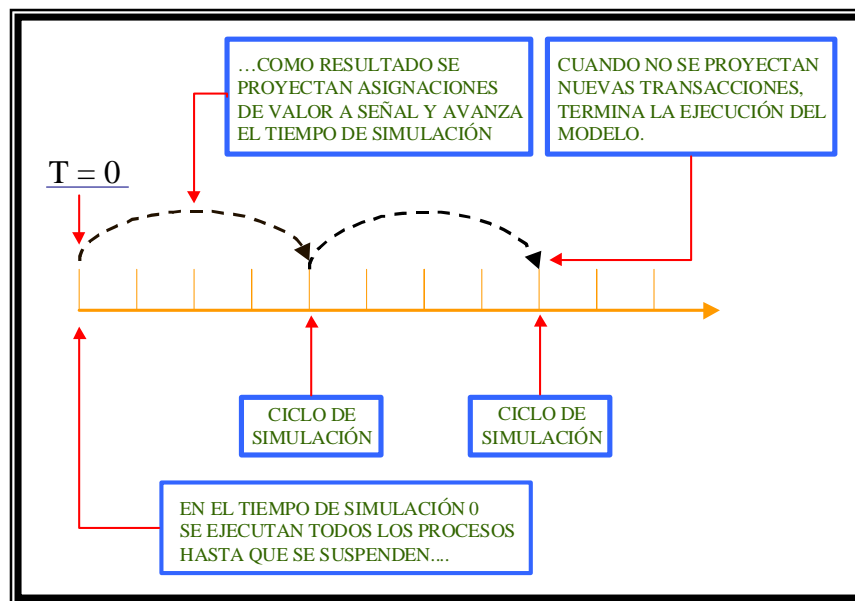 …COMO RESULTADO SE
PROYECTAN ASIGNACIONES
DE VALOR A SEÑAL Y AVANZA
EL TIEMPO DE SIMULACIÓN
CUANDO NO SE PROYECTAN
NUEVAS TRANSACCIONES,
TERMINA LA EJECUCIÓN DEL
MODELO.
T = 0
CICLO DE
SIMULACIÓN
CICLO DE
SIMULACIÓN
EN EL TIEMPO DE SIMULACIÓN 0
SE EJECUTAN TODOS LOS PROCESOS
HASTA QUE SE SUSPENDEN....